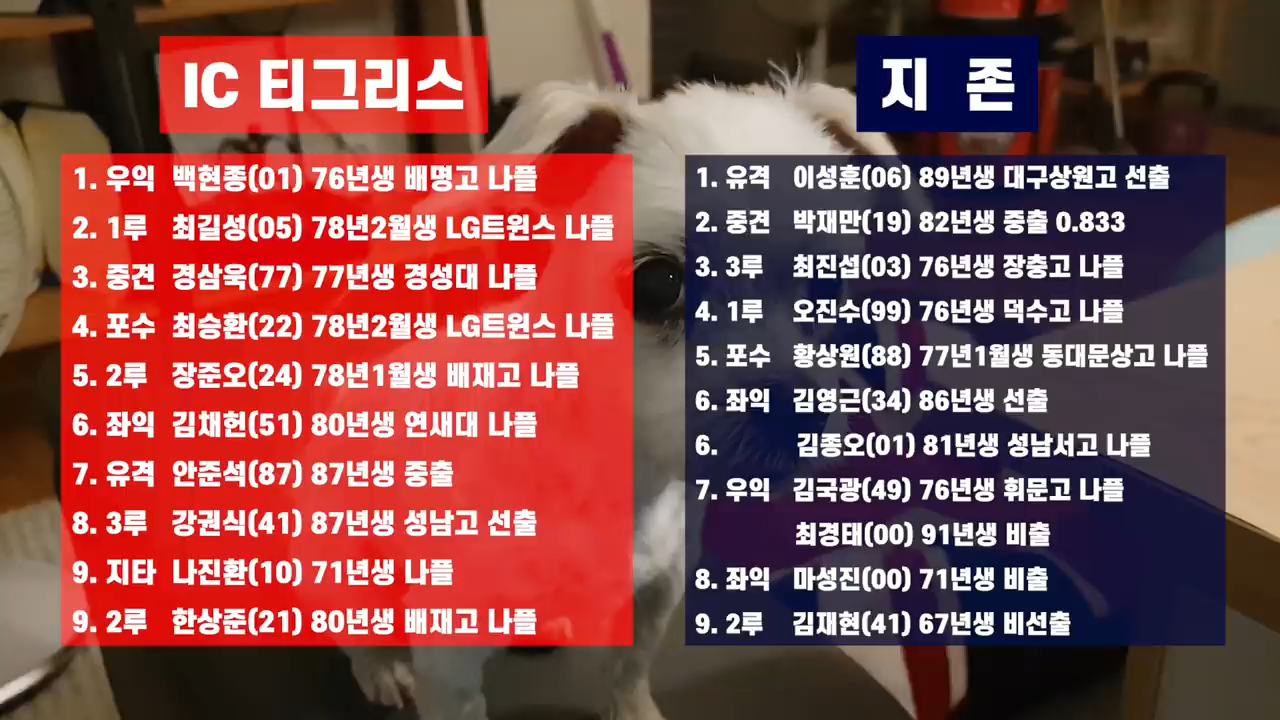 IC 티그리스
1. 우익 백현종(01) 76년생 배명고 나플
2. 1루 최길성(05) 78년2월생 LG트윈스 나플
3. 중견 경삼욱(77) 77년생 경성대 나플
4. 포수 최승환(22) 78년2월생 LG트윈스 나플
5. 2루 장준오(24) 78년1월생 배재고 나플
6. 좌익 김채헌(51) 80년생 연새대 나플
7. 유격 안준석(87) 87년생 중출
8. 3루 강권식(41) 87년생 성남고 선출
9. 지타 나진환(10) 71년생 나플
9. 2루 한상준(21) 80년생 배재고 나플
지 존
1. 유격 이성훈(06) 89년생 대구상원고 선출
2. 중견 박재만(19) 82년생 중출 0.833
3. 3루 최진섭(03) 76년생 장충고 나플
4. 1루 오진수(99) 76년생 덕수고 나플
5. 포수 황상원(88) 77년1월생 동대문상고 나플
6. 좌익 김영근(34) 86년생 선출
6. 김종오(01) 81년생 성남서고 나플
7. 우익 김국광(49) 76년생 휘문고 나플
최경태(00) 91년생 비출
8. 좌익 마성진(00) 71년생 비출
9. 2루 김재현(41) 67년생 비선출